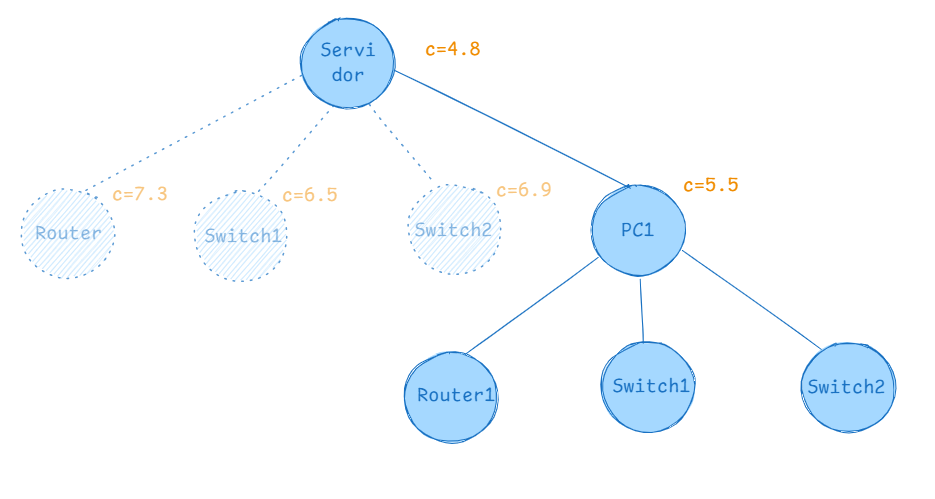 Servi
dor
c=4.8
c=7.3
c=6.5
c=6.9
c=5.5
Router
Switch1
Switch2
PC1
Router1
Switch1
Switch2